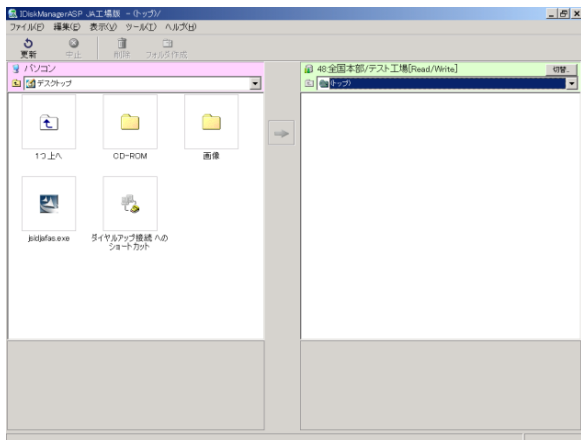 IDiskManagerASP JA工場版 - (トップ)/
ファイル(F) 編集(E) 表示(V) ツール(T) ヘルプ(H)
更新 中止 削除 フォルダ作成
パソコン
デスクトップ
1つ上へ
CD-ROM
画像
jsidjafas.exe
ダイヤルアップ接続 への
ショートカット
48:全国本部/テスト工場[Read/Write]
切替..
(トップ)